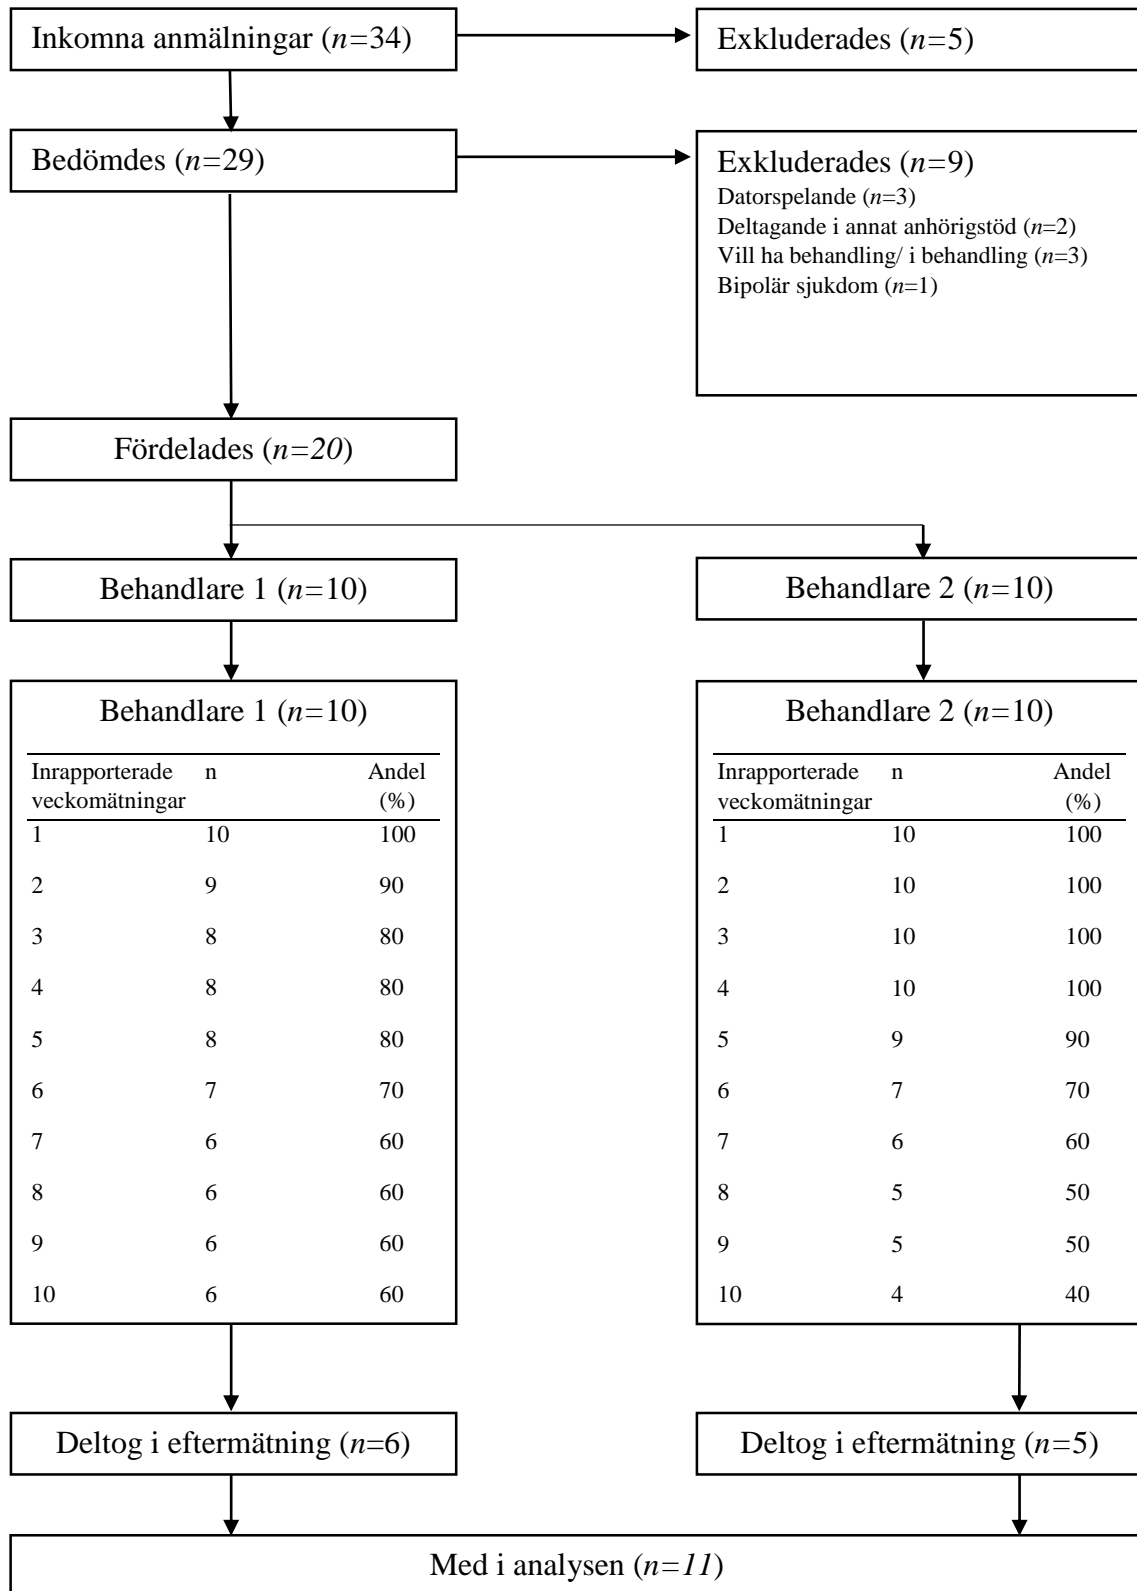 Inkomna anmälningar (n=34)
Exkluderades (n=5)
Bedömdes (n=29)
Exkluderades (n=9)
Datorspelande (n=3)
Deltagande i annat anhörigstöd (n=2)
Vill ha behandling/ i behandling (n=3)
Bipolär sjukdom (n=1)
Fördelades (n=20)
Behandlare 1 (n=10)
Behandlare 2 (n=10)
Behandlare 1 (n=10)
Inrapporterade n Andel
veckomätningar (%)
1 10 100
2 9 90
3 8 80
4 8 80
5 8 80
6 7 70
7 6 60
8 6 60
9 6 60
10 6 60
Behandlare 2 (n=10)
Inrapporterade n Andel
veckomätningar (%)
1 10 100
2 10 100
3 10 100
4 10 100
5 9 90
6 7 70
7 6 60
8 5 50
9 5 50
10 4 40
Deltog i eftermätning (n=6)
Deltog i eftermätning (n=5)
Med i analysen (n=11)